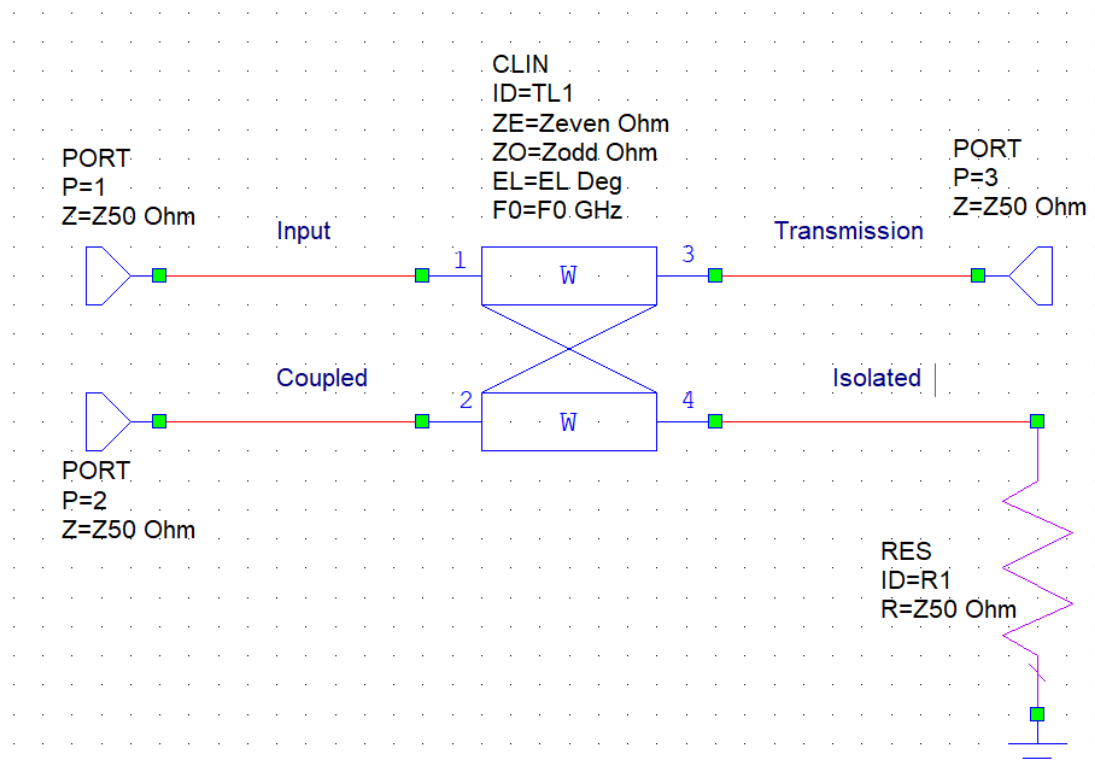 CLIN
ID=TL1
ZE=Zeven Ohm
ZO=Zodd Ohm
EL=EL Deg
F0=F0 GHz
PORT
P=1
Z=Z50 Ohm
PORT
P=3
Z=Z50 Ohm
Input
Transmission
1
W
3
Coupled
Isolated
2
W
4
PORT
P=2
Z=Z50 Ohm
RES
ID=R1
R=Z50 Ohm